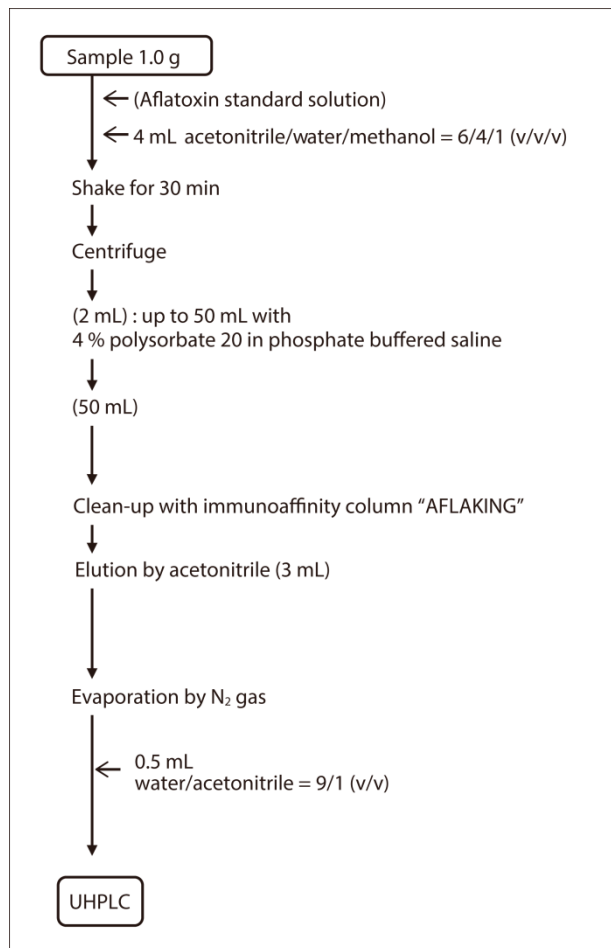 Sample 1.0 g
(Aflatoxin standard solution)
4 mL acetonitrile/water/methanol = 6/4/1 (v/v/v)
Shake for 30 min
Centrifuge
(2 mL) : up to 50 mL with
4 % polysorbate 20 in phosphate buffered saline
(50 mL)
Clean-up with immunoaffinity column “AFLAKING”
Elution by acetonitrile (3 mL)
Evaporation by N₂ gas
0.5 mL
water/acetonitrile = 9/1 (v/v)
UHPLC